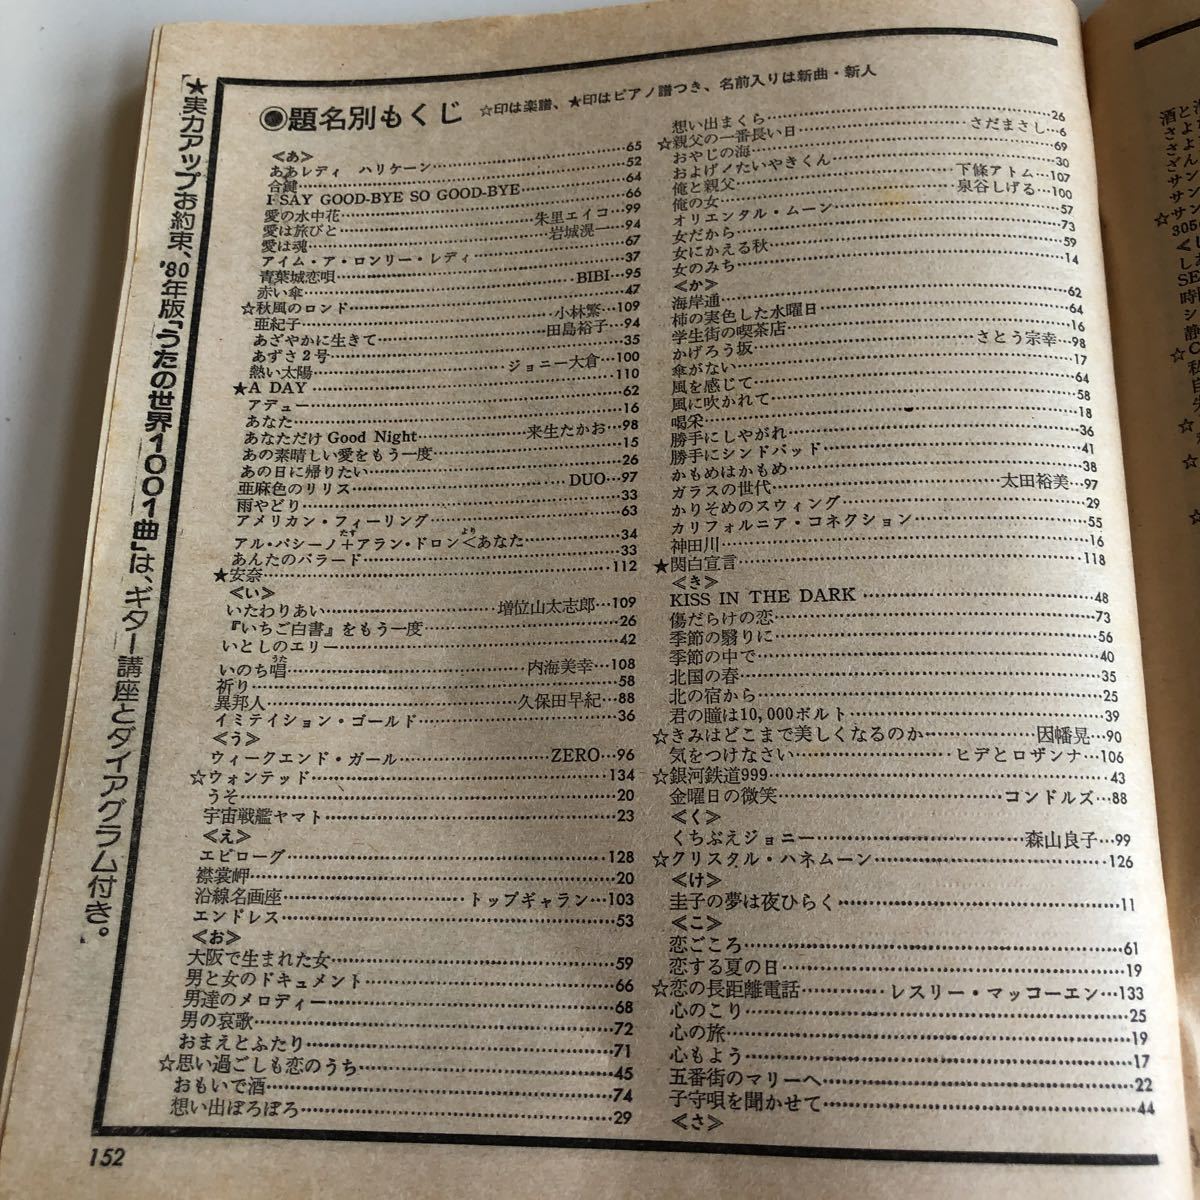 「★実力アップお約束、'80年版「うたの世界1001曲」は、ギター講座とダイアグラム付き。」
◉題名別もくじ ☆印は楽譜、★印はピアノ譜つき、名前入りは新曲・新人
≪あ≫
ああレディ ハリケーン……65
合鍵……52
I SAY GOOD-BYE SO GOOD-BYE……64
愛の水中花……66
愛は旅びと……朱里エイコ…99
愛は魂……岩城滉一…94
アイム・ア・ロンリー・レディ……67
青葉城恋唄……37
赤い傘……BIBI…95
☆秋風のロンド……47
亜紀子……小林繁…109
あざやかに生きて……田島裕子…94
あずさ2号……35
熱い太陽……ジョニー大倉…100
★A DAY……110
アデュー……62
あなた……16
あなただけ Good Night……来生たかお…98
あの素晴しい愛をもう一度……15
あの日に帰りたい……26
亜麻色のリリス……DUO…97
雨やどり……33
アメリカン・フィーリング……63
アル・パシーノ+(たす)アラン・ドロン<(より)あなた……34
あんたのバラード……33
★安奈……112
≪い≫
いたわりあい……増位山太志郎…109
『いちご白書』をもう一度……26
いとしのエリー……42
いのち唱(うた)……内海美幸…108
祈り……58
異邦人……久保田早紀…88
イミテイション・ゴールド……36
≪う≫
ウィークエンド・ガール……ZERO…96
☆ウォンテッド……134
うそ……20
宇宙戦艦ヤマト……23
≪え≫
エピローグ……128
襟裳岬……20
沿線名画座……トップギャラン…103
エンドレス……53
≪お≫
大阪で生まれた女……59
男と女のドキュメント……66
男達のメロディー……68
男の哀歌……72
おまえとふたり……71
☆思い過ごしも恋のうち……45
おもいで酒……74
想い出ぼろぼろ……29
想い出まくら……26
☆親父の一番長い日……さだまさし…6
おやじの海……69
およげ!たいやきくん……30
俺と親父……下條アトム…107
俺の女……泉谷しげる…100
オリエンタル・ムーン……57
女だから……73
女にかえる秋……59
女のみち……14
≪か≫
海岸通……62
柿の実色した水曜日……64
学生街の喫茶店……16
かげろう坂……さとう宗幸…98
傘がない……17
風を感じて……64
風に吹かれて……58
喝采……18
勝手にしやがれ……36
勝手にシンドバッド……41
かもめはかもめ……38
ガラスの世代……太田裕美…97
かりそめのスウィング……29
カリフォルニア・コネクション……55
神田川……16
★関白宣言……118
≪き≫
KISS IN THE DARK……48
傷だらけの恋……73
季節の翳りに……56
季節の中で……40
北国の春……35
北の宿から……25
君の瞳は10,000ボルト……39
☆きみはどこまで美しくなるのか……因幡晃…90
気をつけなさい……ヒデとロザンナ…106
☆銀河鉄道999……43
金曜日の微笑……コンドルズ…88
≪く≫
くちぶえジョニー……森山良子…99
☆クリスタル・ハネムーン……126
≪け≫
圭子の夢は夜ひらく……11
≪こ≫
恋ごころ……61
恋する夏の日……19
☆恋の長距離電話……レスリー・マッコーエン…133
心のこり……25
心の旅……19
心もよう……17
五番街のマリーへ……22
子守唄を聞かせて……44
≪さ≫
152